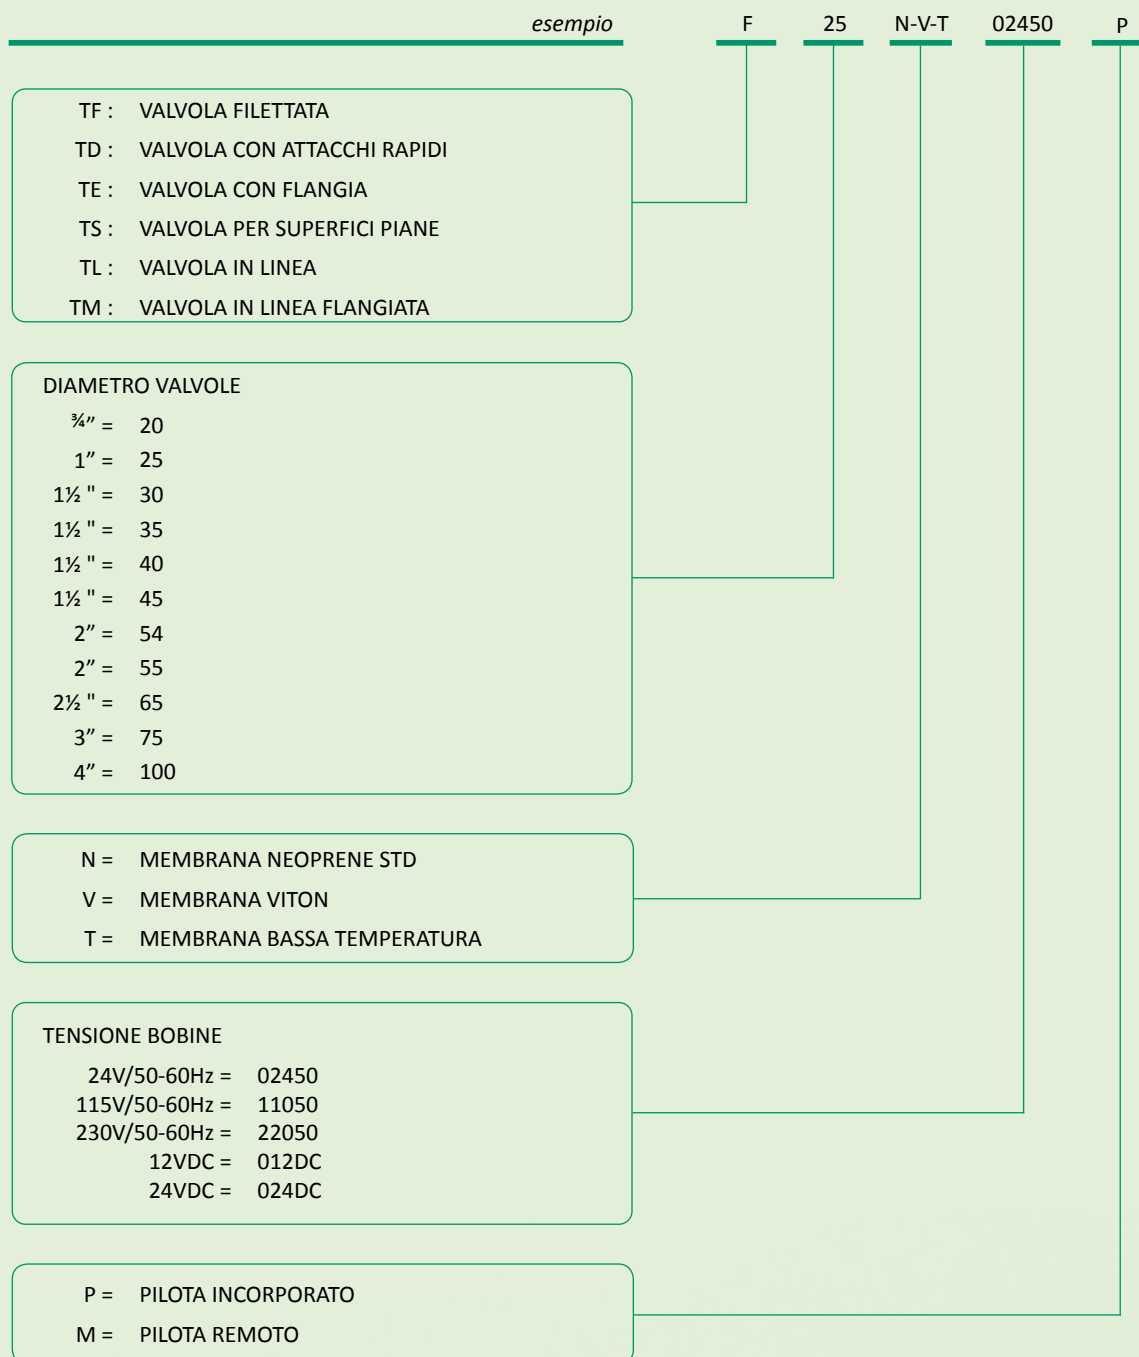 esempio F 25 N-V-T 02450 P
TF : VALVOLA FILETTATA
TD : VALVOLA CON ATTACCHI RAPIDI
TE : VALVOLA CON FLANGIA
TS : VALVOLA PER SUPERFICI PIANE
TL : VALVOLA IN LINEA
TM : VALVOLA IN LINEA FLANGIATA
DIAMETRO VALVOLE
¾” = 20
1” = 25
1½ " = 30
1½ " = 35
1½ " = 40
1½ " = 45
2” = 54
2” = 55
2½ " = 65
3” = 75
4” = 100
N = MEMBRANA NEOPRENE STD
V = MEMBRANA VITON
T = MEMBRANA BASSA TEMPERATURA
TENSIONE BOBINE
24V/50-60Hz = 02450
115V/50-60Hz = 11050
230V/50-60Hz = 22050
12VDC = 012DC
24VDC = 024DC
P = PILOTA INCORPORATO
M = PILOTA REMOTO